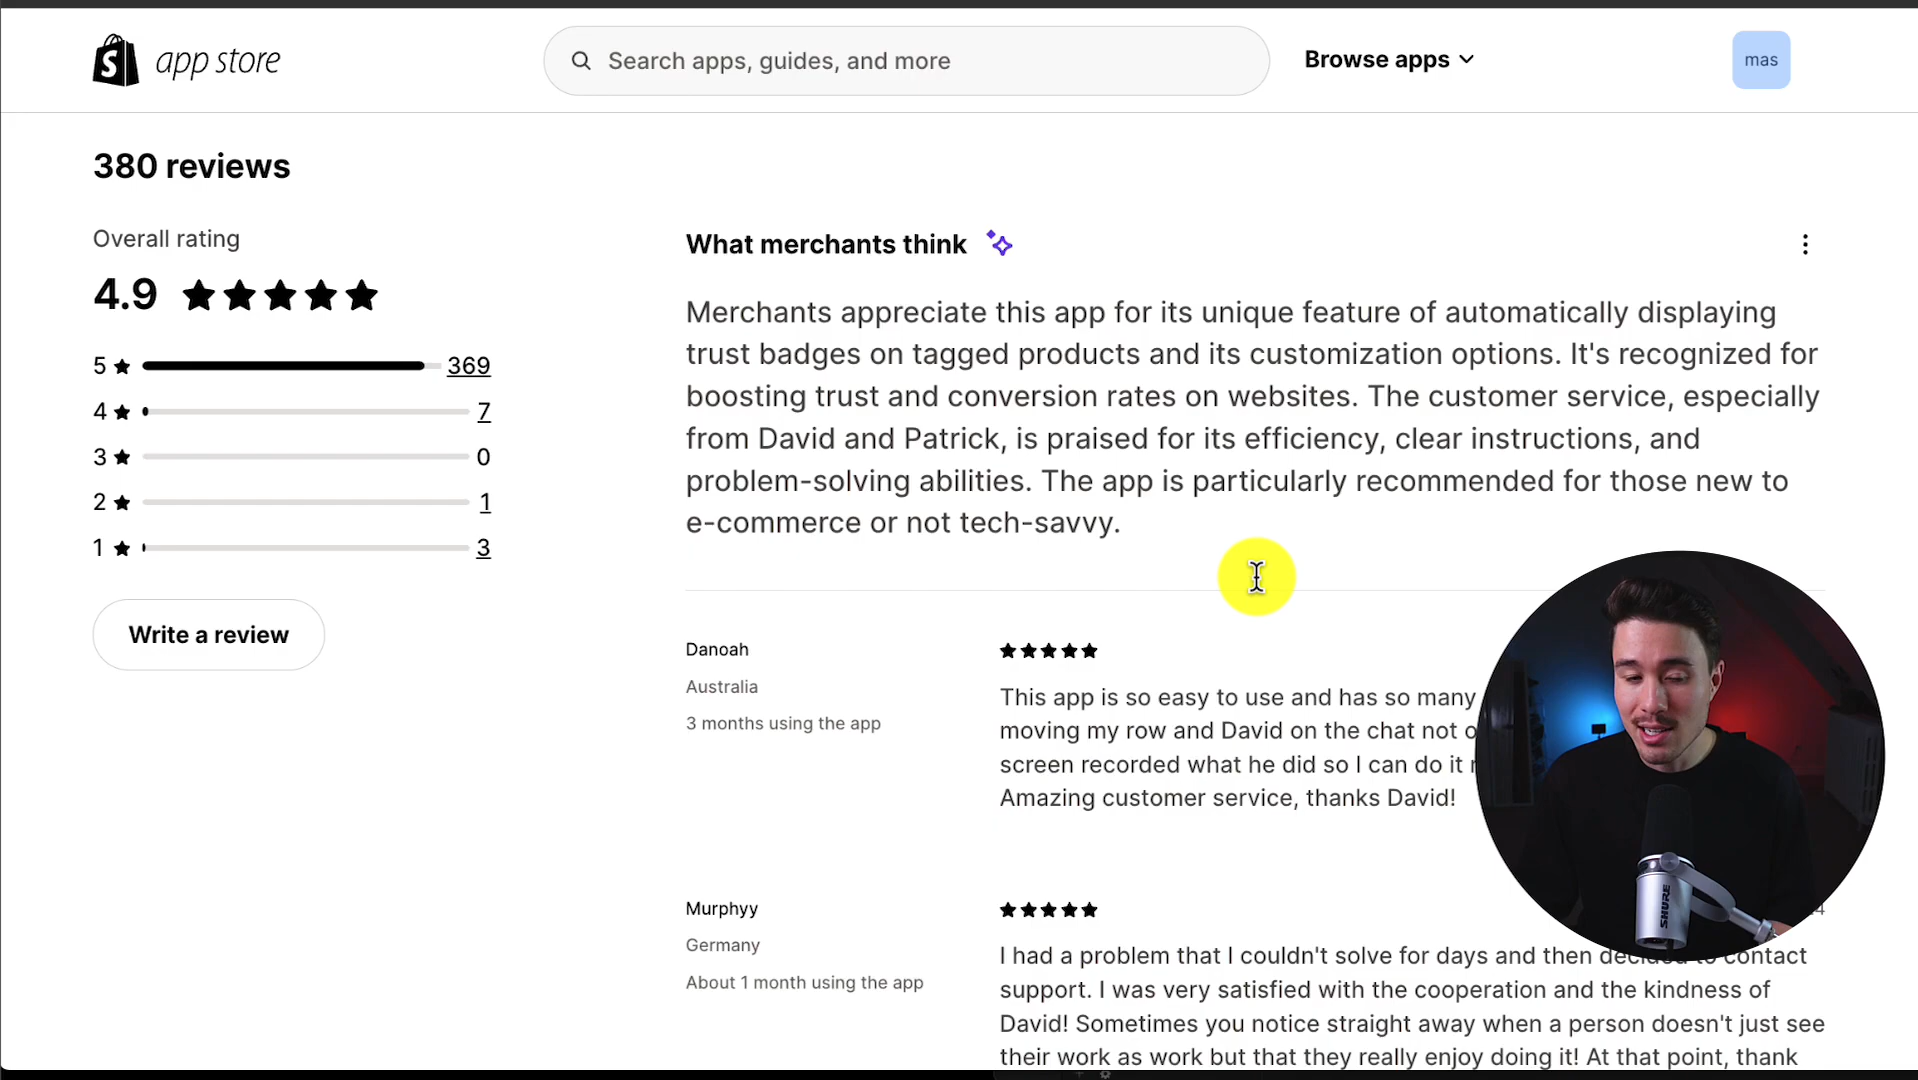 app store
Search apps, guides, and more
Browse apps
mas
380 reviews
Overall rating
4.9
5 369
4 7
3 0
2 1
1 3
Write a review
What merchants think
Merchants appreciate this app for its unique feature of automatically displaying
trust badges on tagged products and its customization options. It's recognized for
boosting trust and conversion rates on websites. The customer service, especially
from David and Patrick, is praised for its efficiency, clear instructions, and
problem-solving abilities. The app is particularly recommended for those new to
e-commerce or not tech-savvy.
Danoah
Australia
3 months using the app
This app is so easy to use and has so many
moving my row and David on the chat not
screen recorded what he did so I can do it
Amazing customer service, thanks David!
Murphyy
Germany
About 1 month using the app
I had a problem that I couldn't solve for days and then decided to contact
support. I was very satisfied with the cooperation and the kindness of
David! Sometimes you notice straight away when a person doesn't just see
their work as work but that they really enjoy doing it! At that point, thank
SHURE